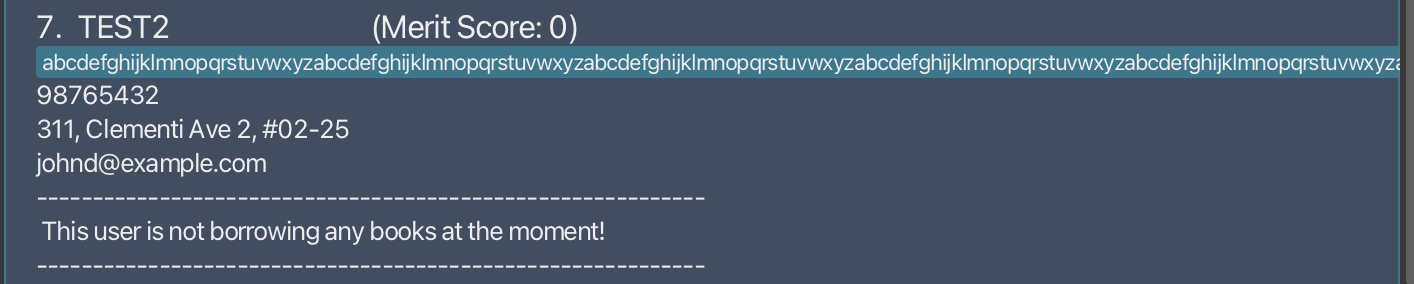 7. TEST2 (Merit Score: 0)
abcdefghijklmnopqrstuvwxyzabcdefghijklmnopqrstuvwxyzabcdefghijklmnopqrstuvwxyzabcdefghijklmnopqrstuvwxyzabcdefghijklmnopqrstuvwxyza
98765432
311, Clementi Ave 2, #02-25
johnd@example.com
------------------------------------------------------------
This user is not borrowing any books at the moment!
------------------------------------------------------------